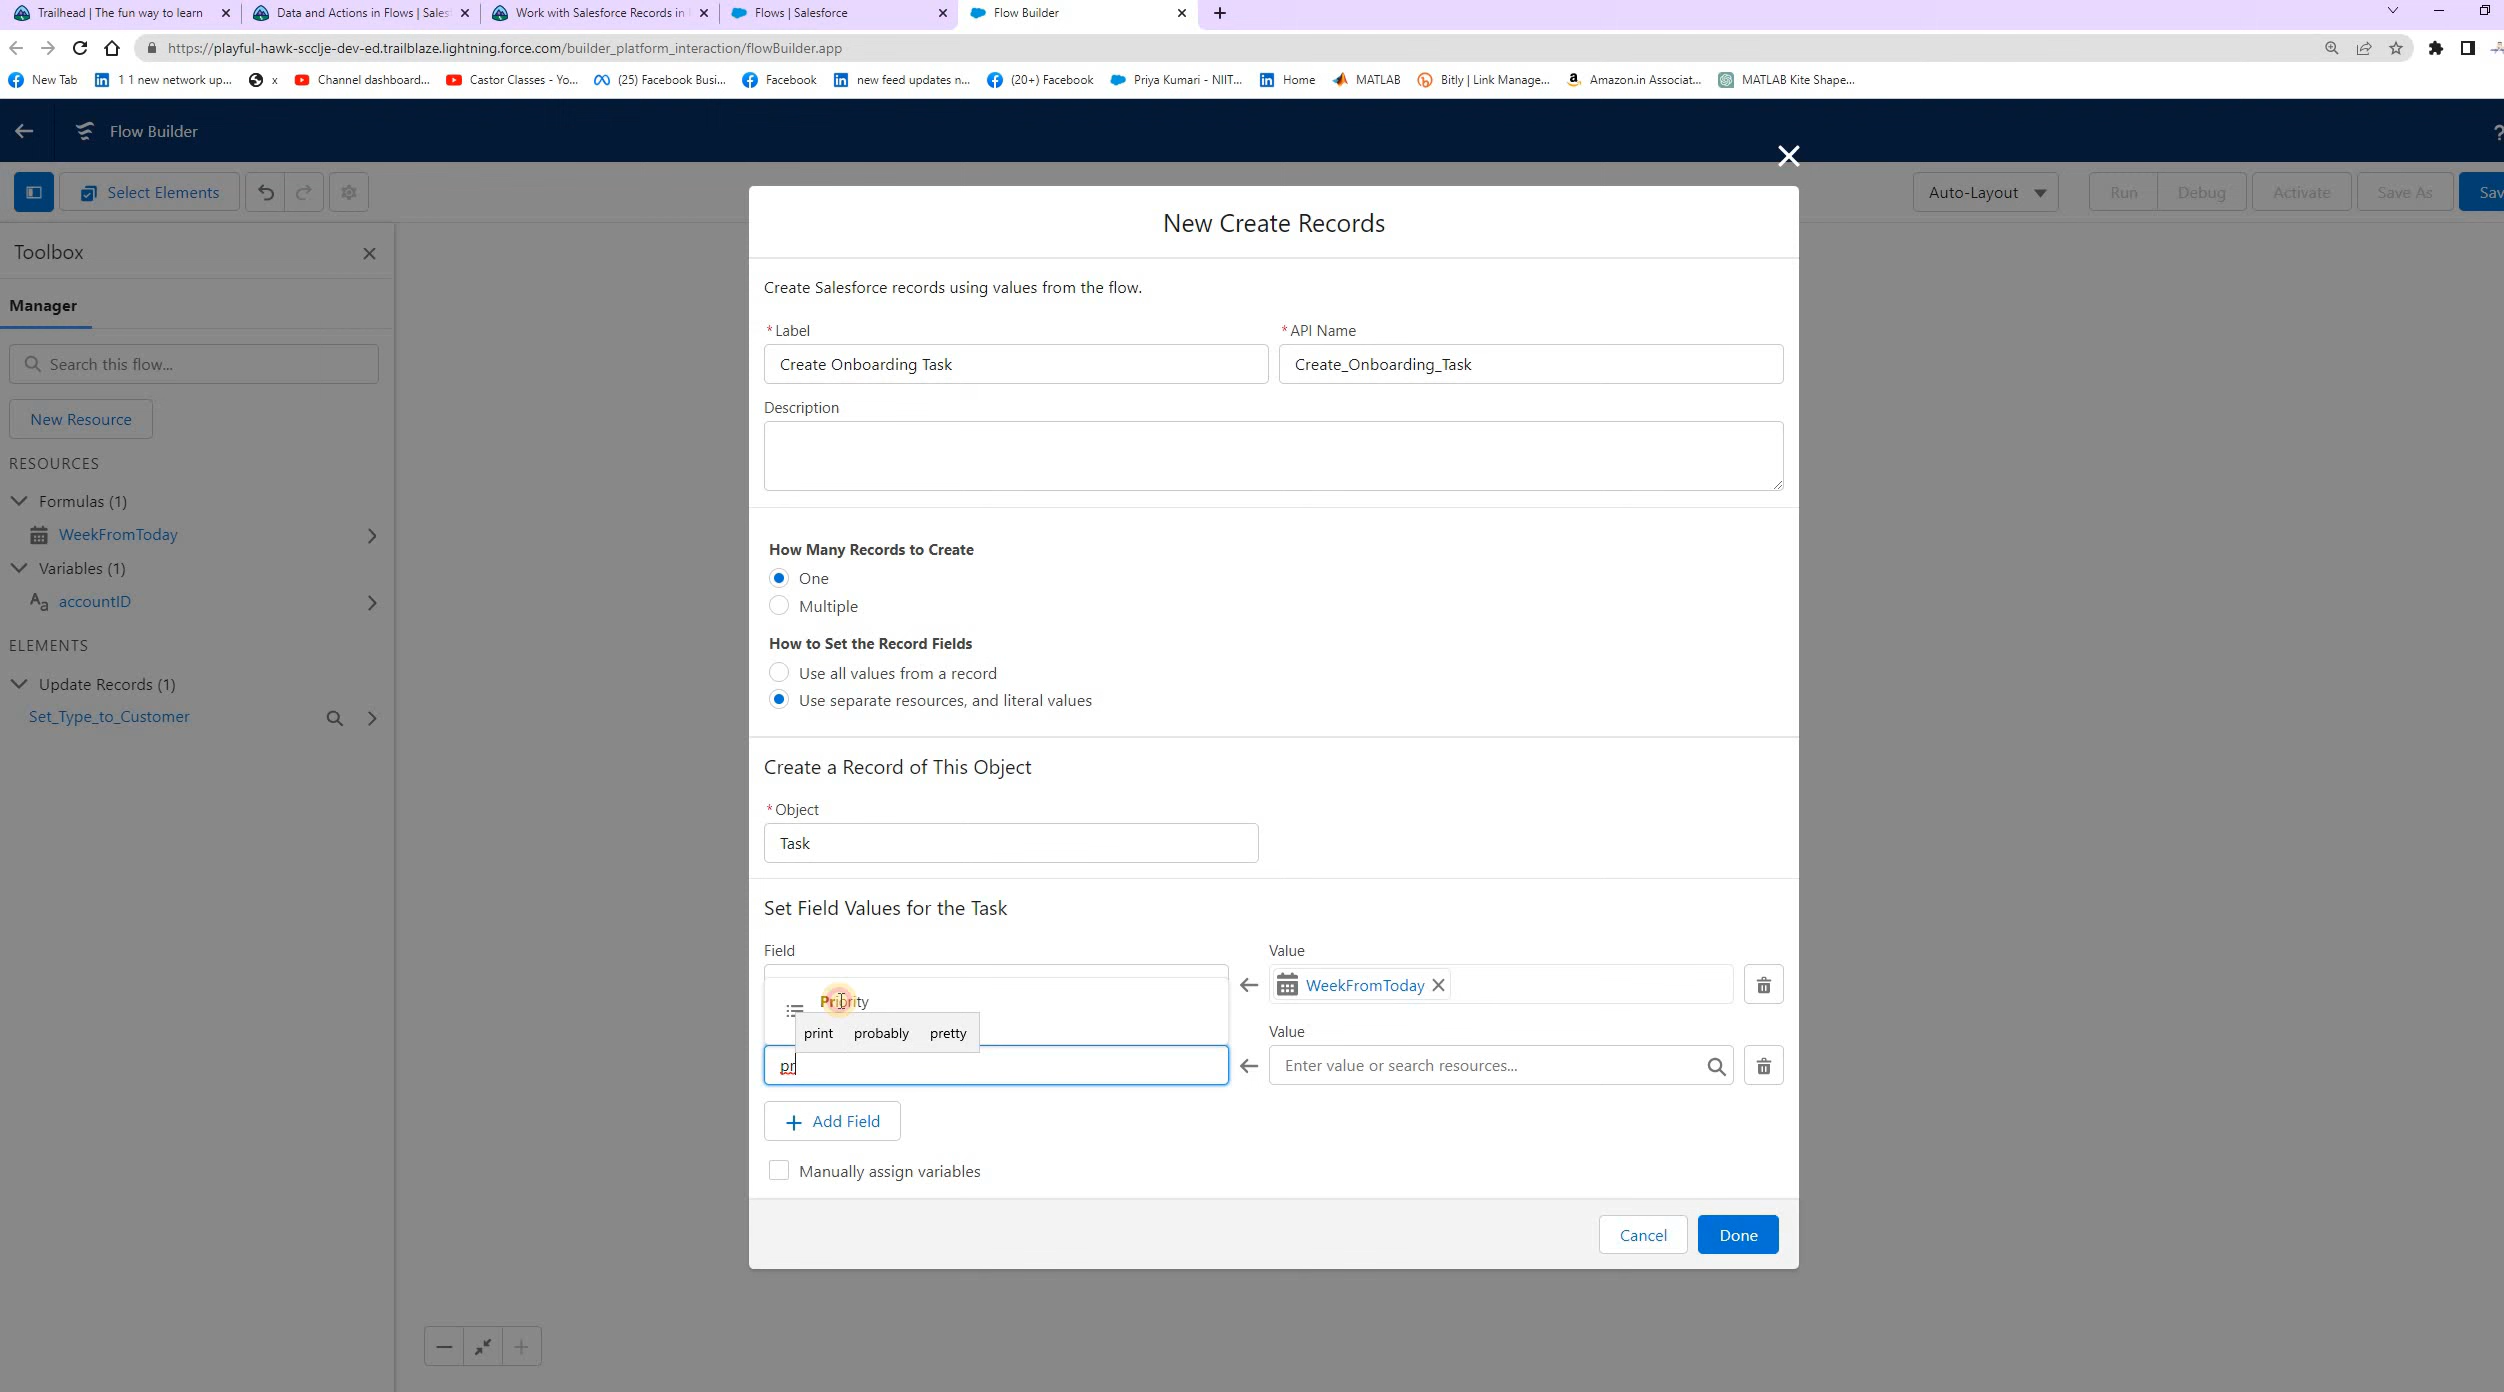 Trailhead | The fun way to learn
Data and Actions in Flows | Sales
Work with Salesforce Records in
Flows | Salesforce
Flow Builder
https://playful-hawk-scclje-dev-ed.trailblaze.lightning.force.com/builder_platform_interaction/flowBuilder.app
New Tab
1 1 new network up...
x
Channel dashboard...
Castor Classes - Yo...
(25) Facebook Busi...
Facebook
new feed updates n...
(20+) Facebook
Priya Kumari - NIIT...
Home
MATLAB
Bitly | Link Manage...
Amazon.in Associat...
MATLAB Kite Shape...
Flow Builder
?
Select Elements
Auto-Layout
Run
Debug
Activate
Save As
Sav
Toolbox
Manager
Search this flow...
New Resource
RESOURCES
Formulas (1)
WeekFromToday
Variables (1)
Aa accountID
ELEMENTS
Update Records (1)
Set_Type_to_Customer
New Create Records
Create Salesforce records using values from the flow.
* Label
* API Name
Create Onboarding Task
Create_Onboarding_Task
Description
How Many Records to Create
One
Multiple
How to Set the Record Fields
Use all values from a record
Use separate resources, and literal values
Create a Record of This Object
* Object
Task
Set Field Values for the Task
Field
Value
WeekFromToday
Priority
print probably pretty
Value
pr
Enter value or search resources...
+ Add Field
Manually assign variables
Cancel
Done